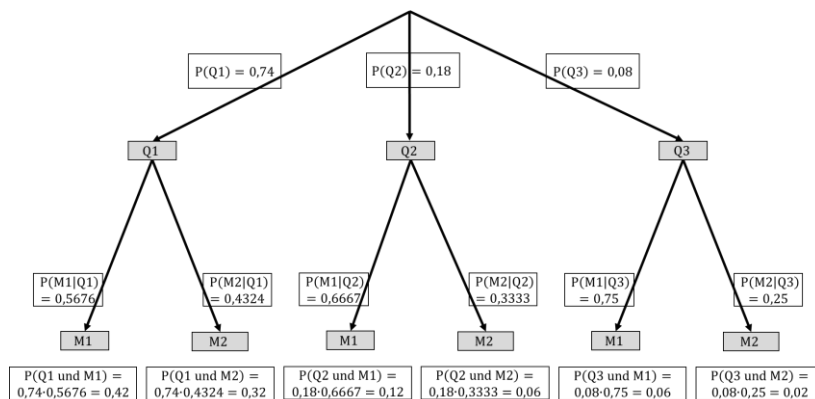 P(Q1) = 0,74
P(Q2) = 0,18
P(Q3) = 0,08
Q1
Q2
Q3
P(M1|Q1)
= 0,5676
P(M2|Q1)
= 0,4324
P(M1|Q2)
= 0,6667
P(M2|Q2)
= 0,3333
P(M1|Q3)
= 0,75
P(M2|Q3)
= 0,25
M1
M2
M1
M2
M1
M2
P(Q1 und M1) =
0,74·0,5676 = 0,42
P(Q1 und M2) =
0,74·0,4324 = 0,32
P(Q2 und M1) =
0,18·0,6667 = 0,12
P(Q2 und M2) =
0,18·0,3333 = 0,06
P(Q3 und M1) =
0,08·0,75 = 0,06
P(Q3 und M2) =
0,08·0,25 = 0,02